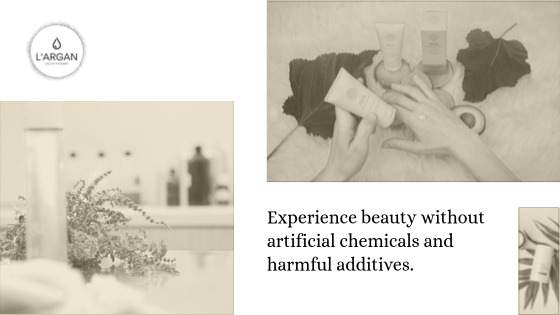 L'ARGAN
Experience beauty without
artificial chemicals and
harmful additives.